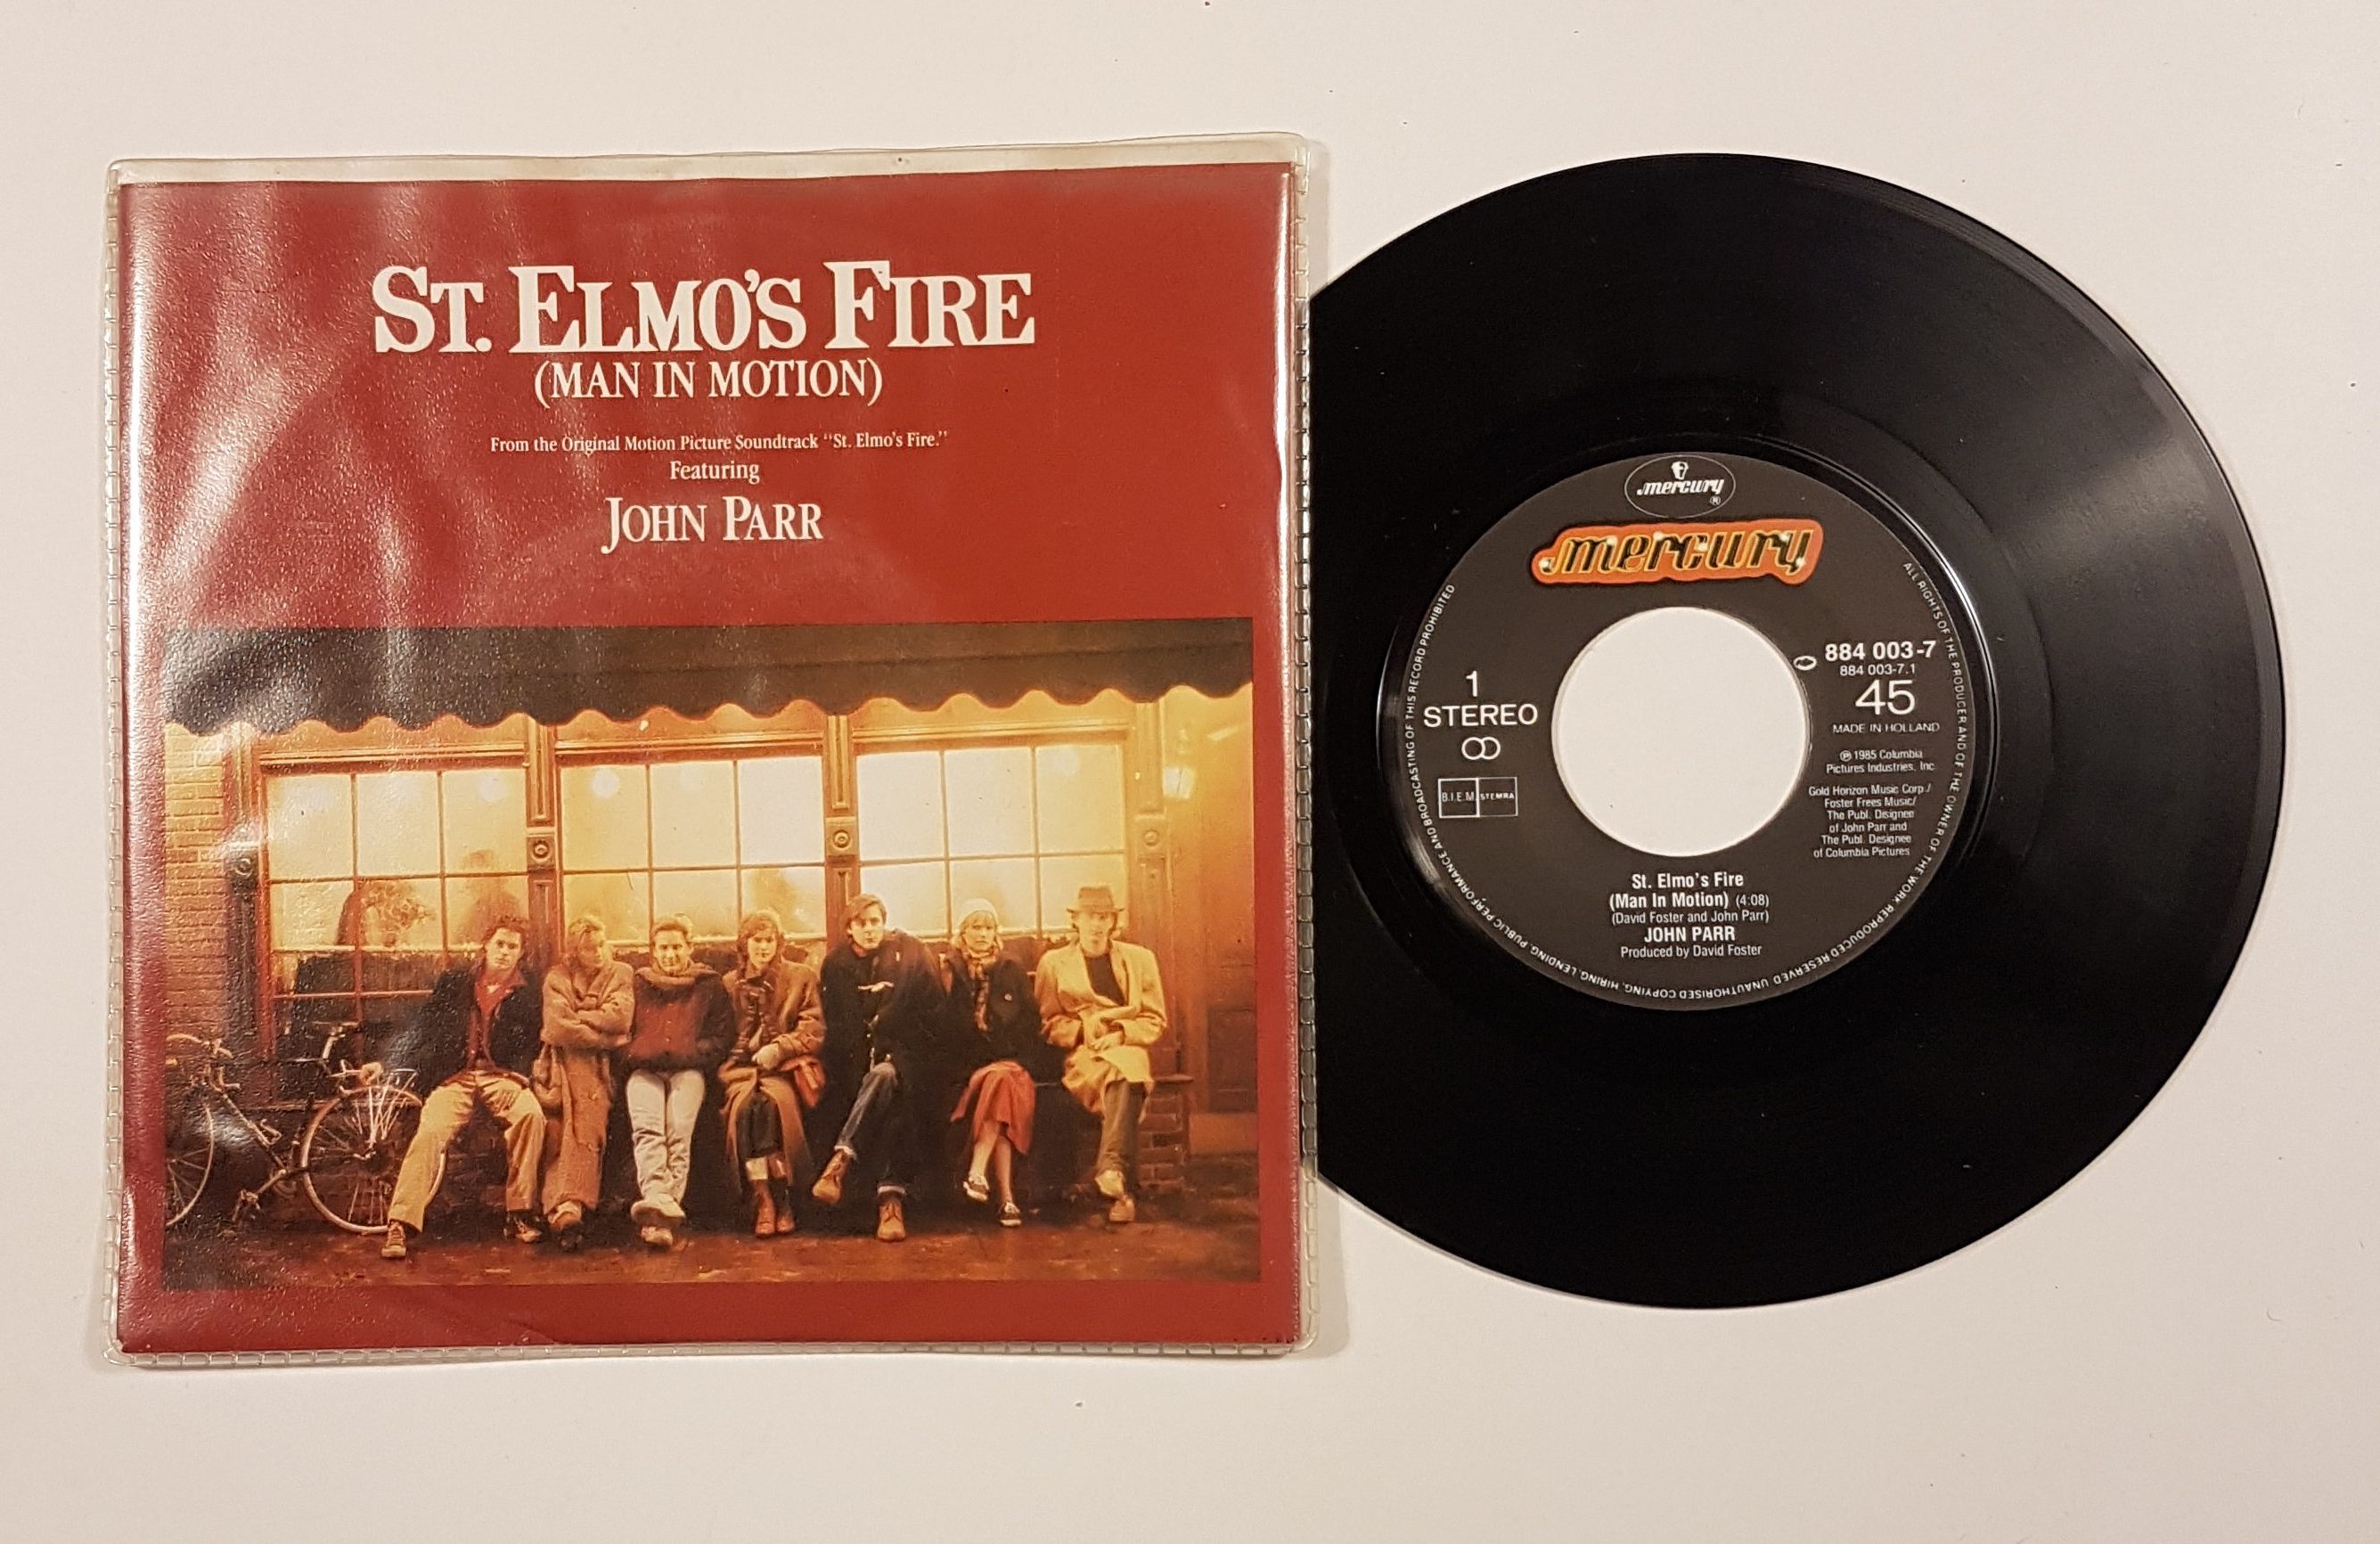 ST. ELMO'S FIRE
(MAN IN MOTION)
From the Original Motion Picture Soundtrack "St. Elmo's Fire."
Featuring
JOHN PARR
mercury
®
mercury
1
STEREO
B.I.E.M. STEMRA
884 003-7
884 003-7.1
45
MADE IN HOLLAND
℗ 1985 Columbia
Pictures Industries, Inc.
Gold Horizon Music Corp./
Foster Frees Music/
The Publ. Disignee
of John Parr and
The Publ. Designee
of Columbia Pictures
St. Elmo's Fire
(Man In Motion) (4:08)
(David Foster and John Parr)
JOHN PARR
Produced by David Foster
ALL RIGHTS OF THE PRODUCER AND OF THE OWNER OF THE WORK REPRODUCED RESERVED. UNAUTHORISED COPYING, HIRING, LENDING, PUBLIC PERFORMANCE AND BROADCASTING OF THIS RECORD PROHIBITED